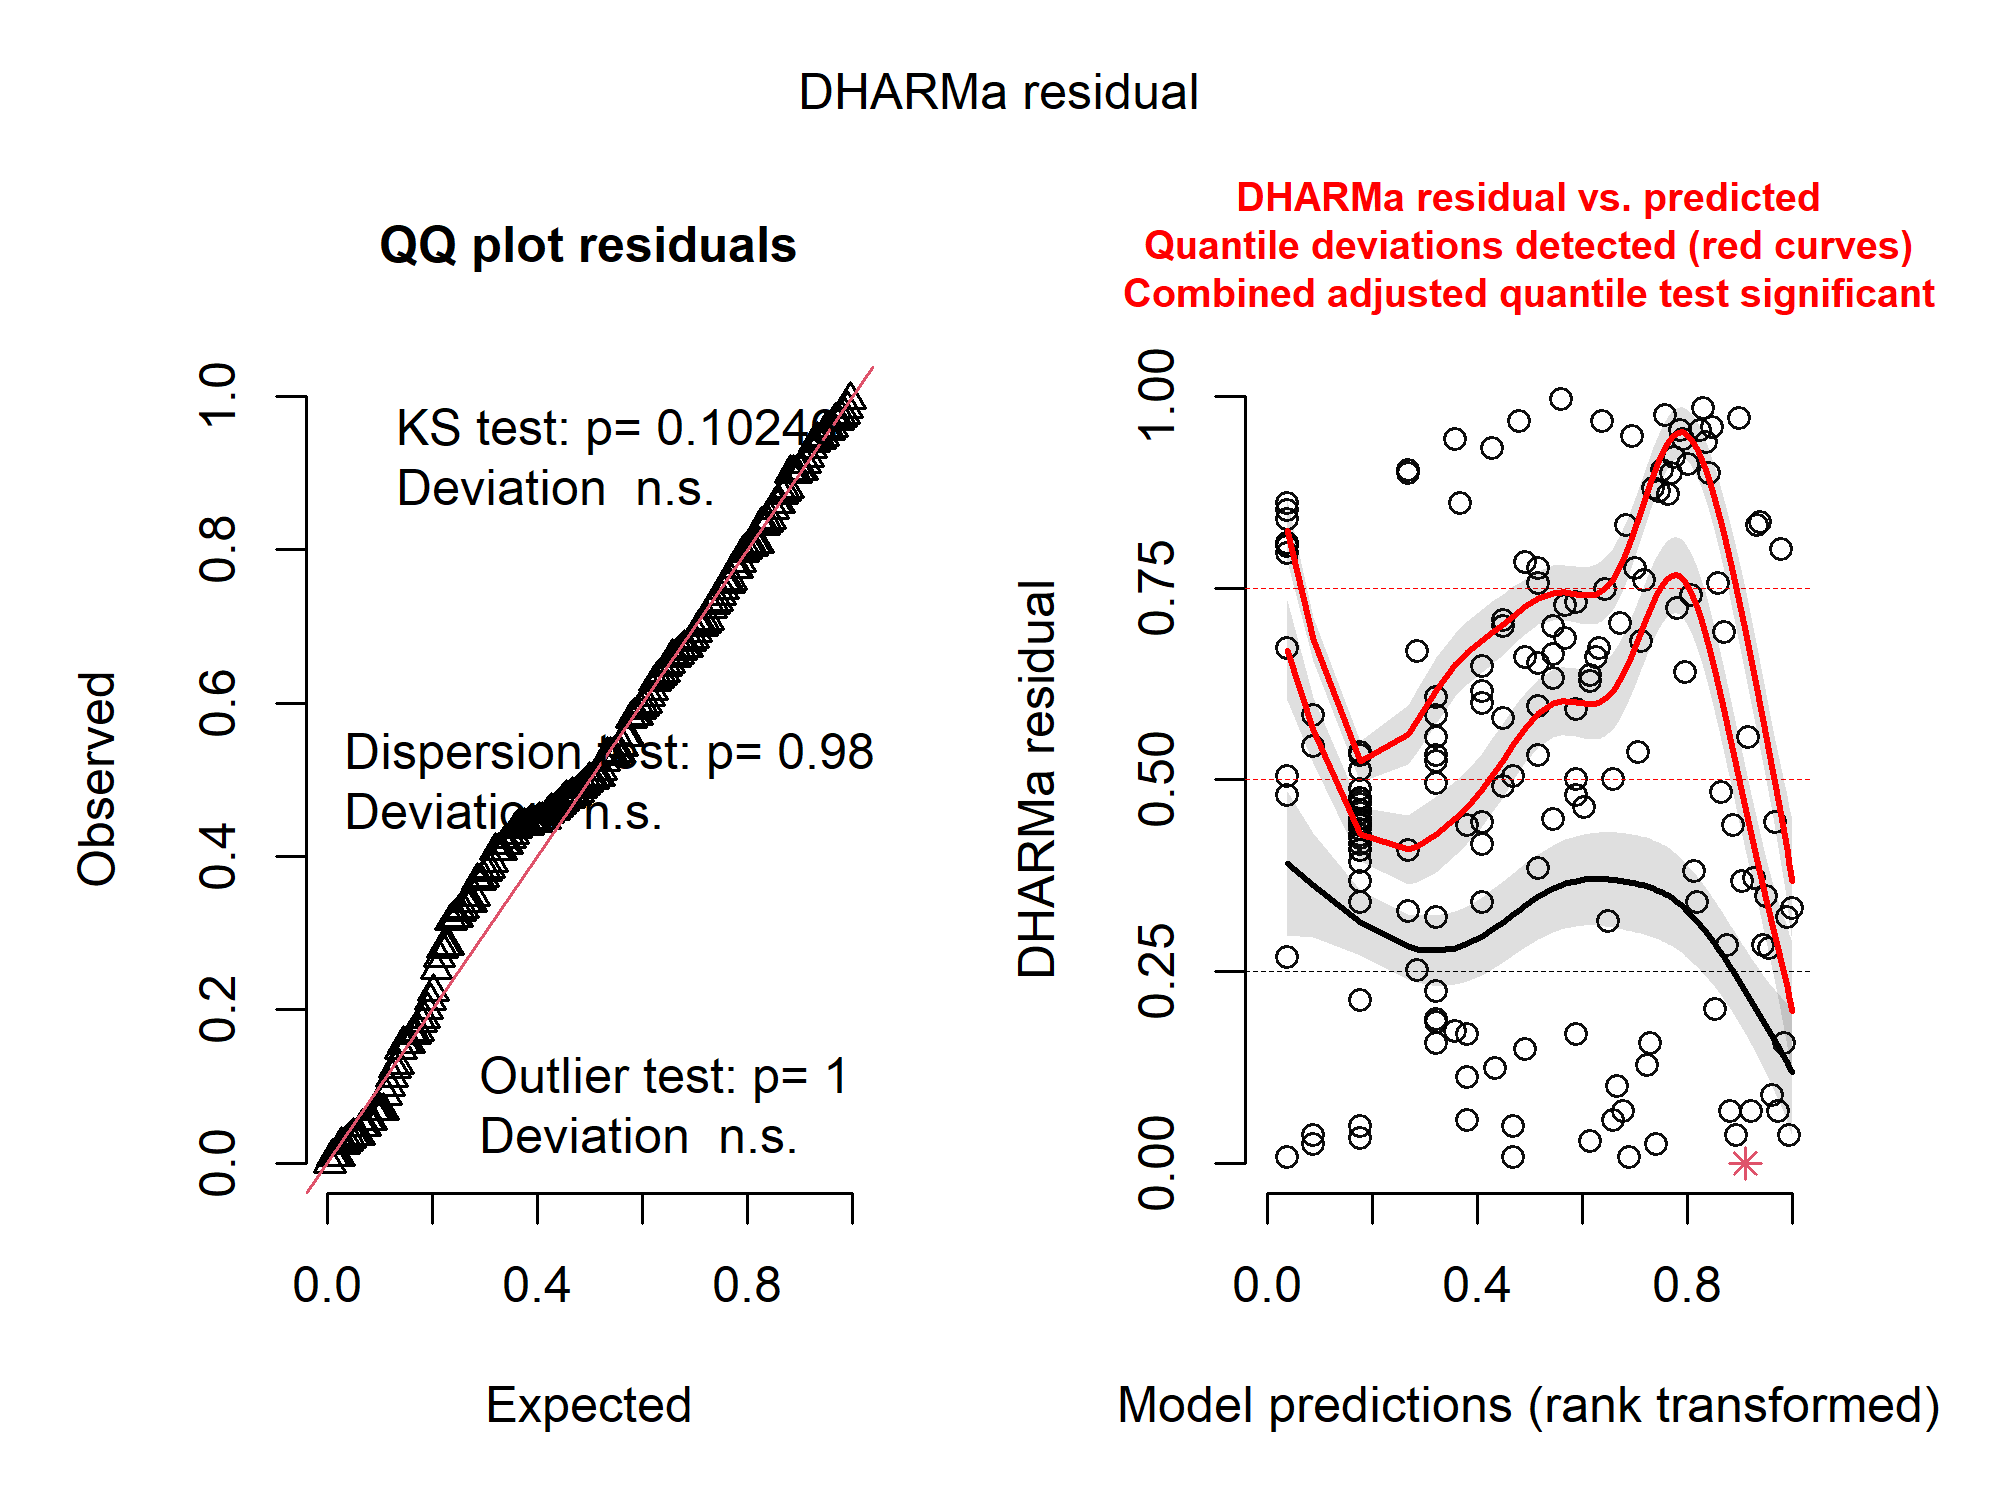 DHARMa residual
QQ plot residuals
KS test: p= 0.1024
Deviation n.s.
Dispersion test: p= 0.98
Deviation n.s.
Outlier test: p= 1
Deviation n.s.
Observed
0.0
0.2
0.4
0.6
0.8
1.0
0.0
0.4
0.8
Expected
DHARMa residual vs. predicted
Quantile deviations detected (red curves)
Combined adjusted quantile test significant
DHARMa residual
0.00
0.25
0.50
0.75
1.00
0.0
0.4
0.8
Model predictions (rank transformed)